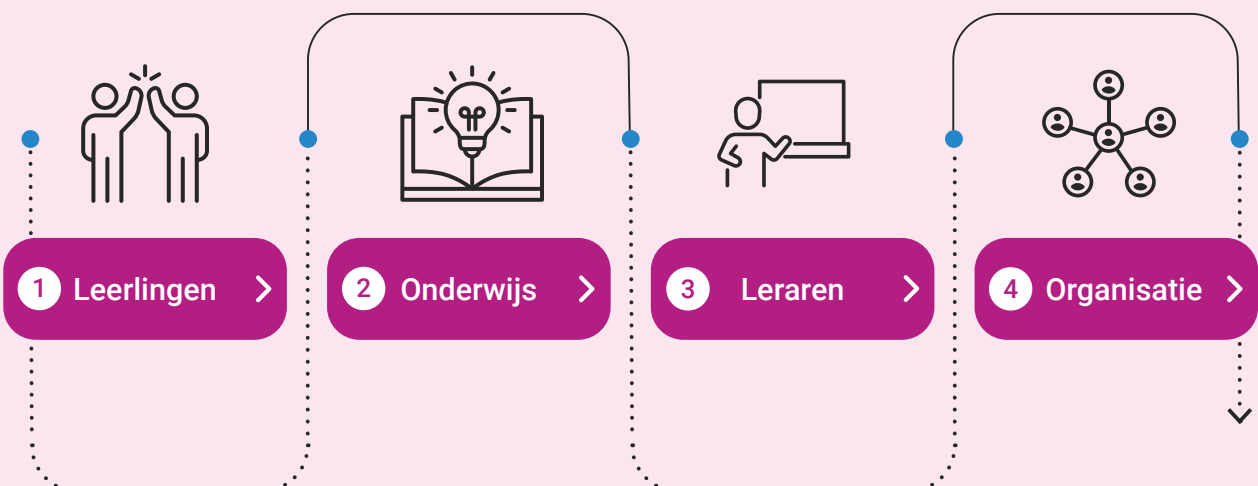 1 Leerlingen
2 Onderwijs
3 Leraren
4 Organisatie